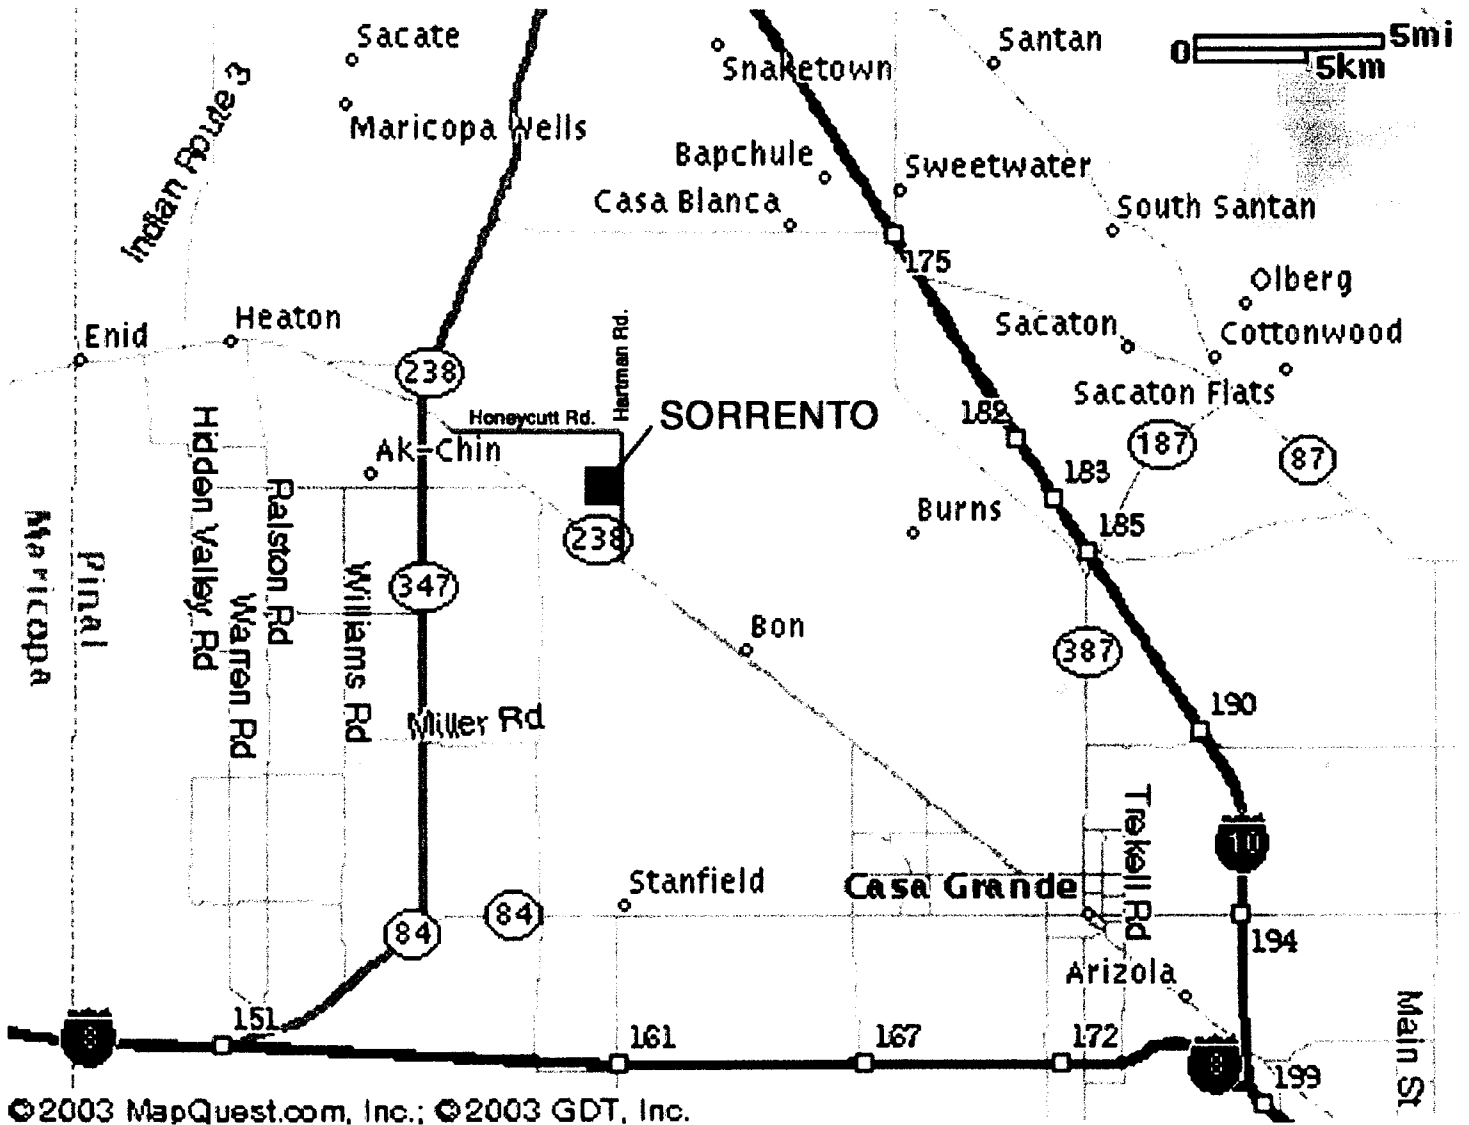 Sacate
Snaketown
Santan
0 5mi
5km
Indian Route 3
Maricopa Wells
Bapchule
Sweetwater
Casa Blanca
South Santan
175
Olberg
Enid
Heaton
Sacaton
Cottonwood
238
Hartman Rd.
Sacaton Flats
Honeycutt Rd.
SORRENTO
182
187
87
Ak-Chin
183
Hidden Valley Rd
Ralston Rd
Burns
185
238
Maricopa
Pinal
347
Williams Rd
Warren Rd
Bon
387
Miller Rd
190
Trekell Rd
10
Stanfield
Casa Grande
84
84
194
Arizola
151
161
167
172
Main St
8
8
199
©2003 MapQuest.com, Inc.; ©2003 GDT, Inc.